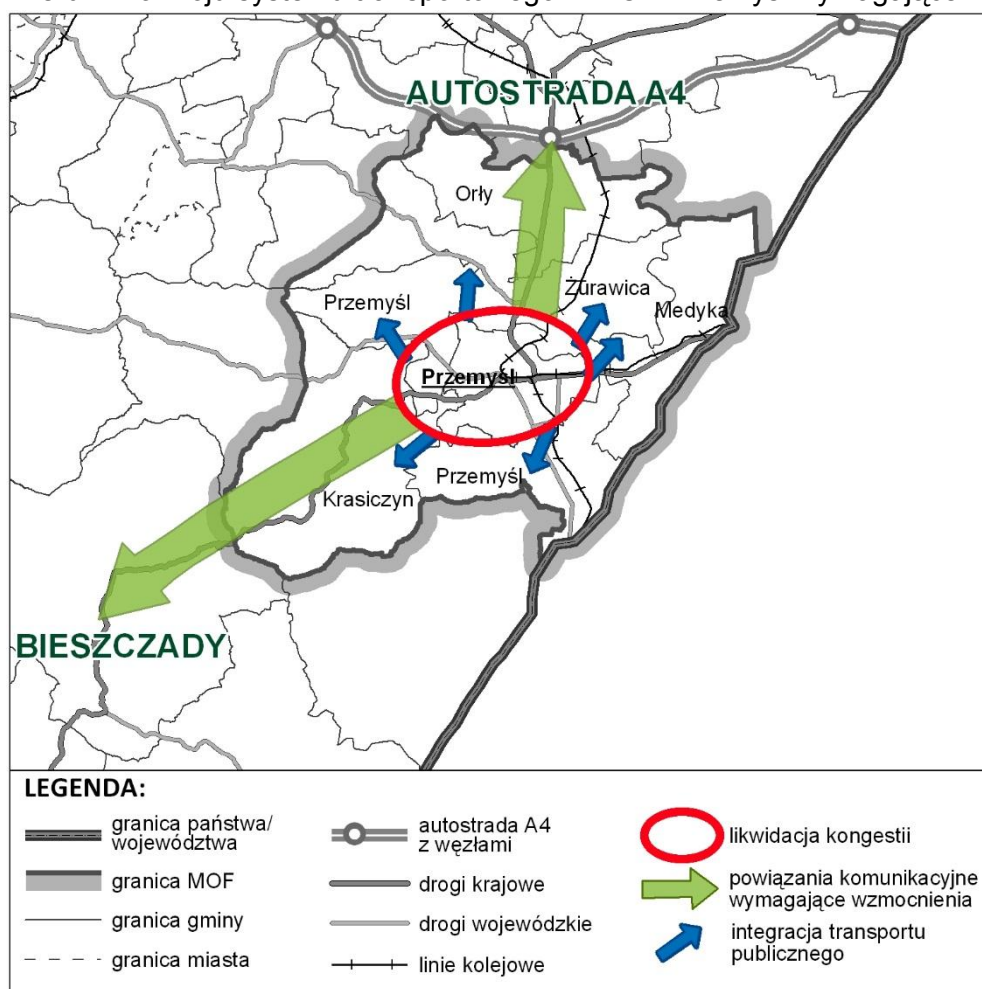 AUTOSTRADA A4
Orły
Żurawica
Przemyśl
Medyka
Przemyśl
Przemyśl
Krasiczyn
BIESZCZADY
LEGENDA:
granica państwa/
województwa
granica MOF
granica gminy
granica miasta
autostrada A4
z węzłami
drogi krajowe
drogi wojewódzkie
linie kolejowe
likwidacja kongestii
powiązania komunikacyjne
wymagające wzmocnienia
integracja transportu
publicznego